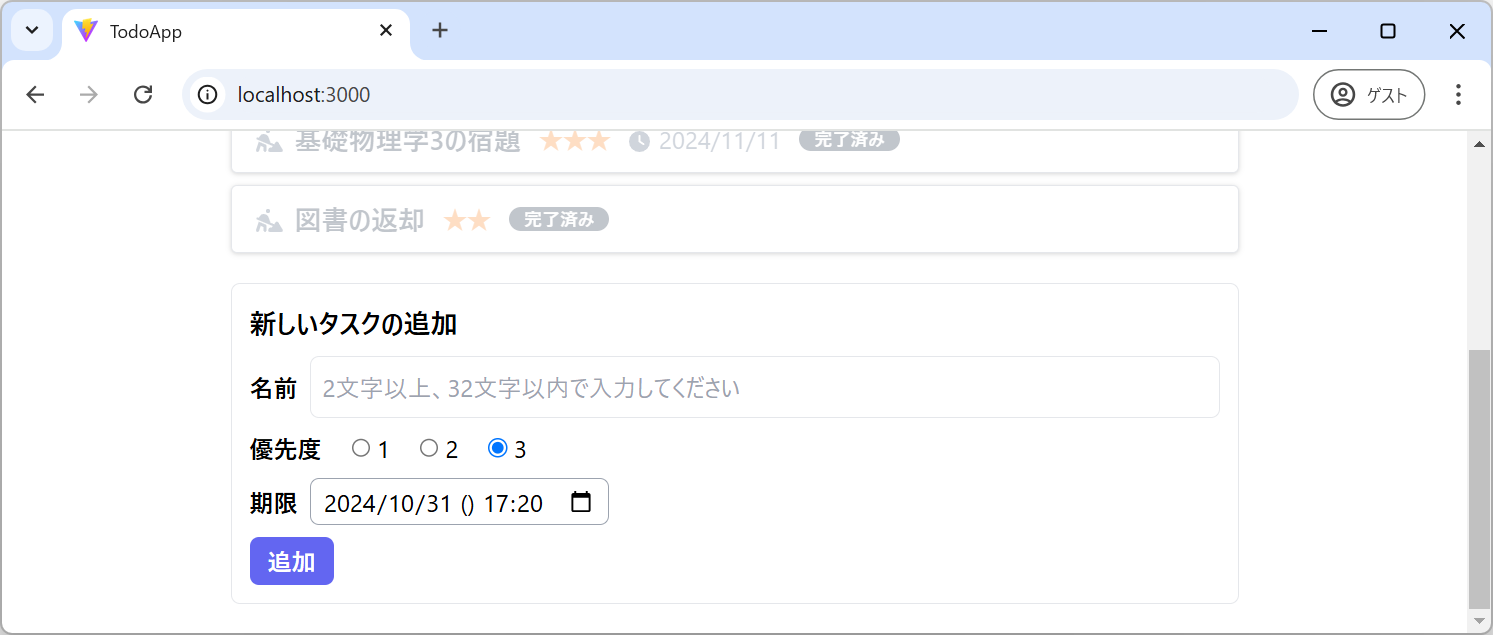 TodoApp
localhost:3000
ゲスト
基礎物理学3の宿題 ★★★ 2024/11/11 完了済み
図書の返却 ★★ 完了済み
新しいタスクの追加
名前 2文字以上、32文字以内で入力してください
優先度 1 2 3
期限 2024/10/31 () 17:20
追加